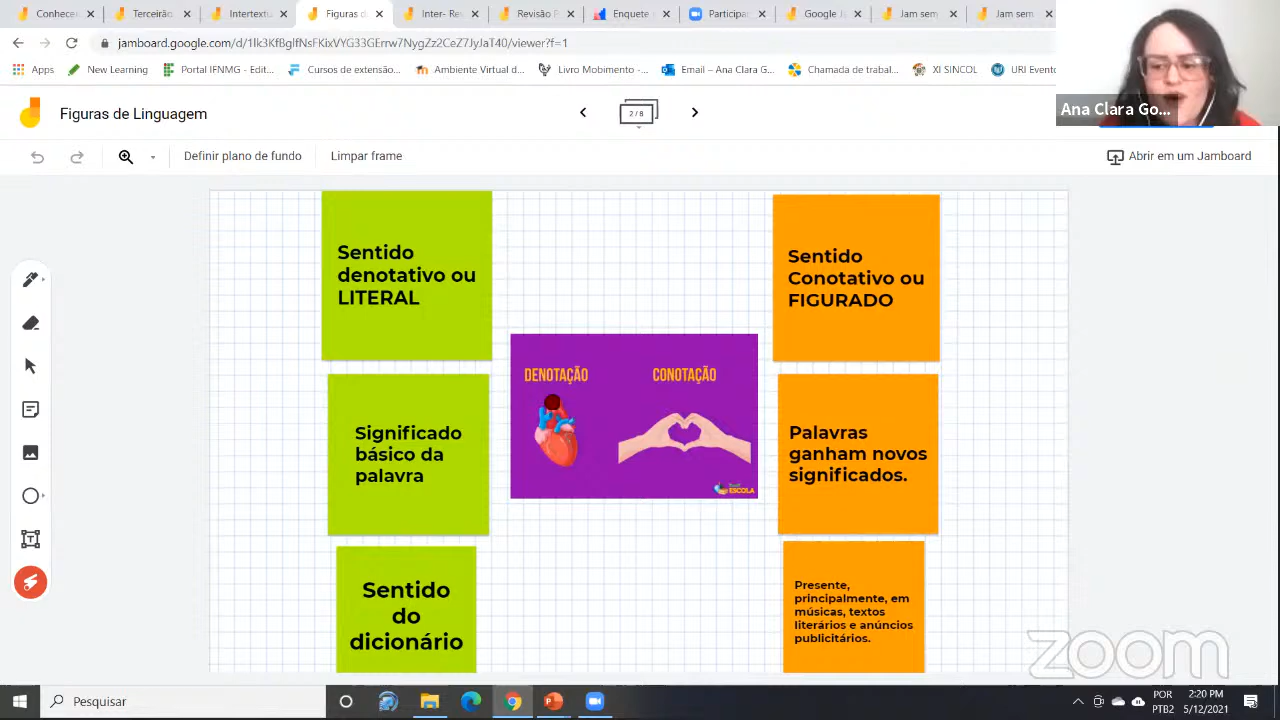 Conhece
Terceirão
Intertextu
Figuras d
Inter- Re
Revisão P
Enquete
Participar
Google J
Jam sem
Jam sem
jamboard.google.com/d/
/viewer?f=1
Apps
New Learning
Portal IFNMG - Edit...
Cursos de extensão...
Ambiente Virtual d...
Livro Mobimento -...
Email – Ana Clara G...
Chamada de trabal...
XI SINCOL
URI Evento
Ana Clara Go...
Figuras de Linguagem
2 / 8
Definir plano de fundo
Limpar frame
Abrir em um Jamboard
Sentido
denotativo ou
LITERAL
Sentido
Conotativo ou
FIGURADO
DENOTAÇÃO
CONOTAÇÃO
ESCOLA
Significado
básico da
palavra
Palavras
ganham novos
significados.
Sentido
do
dicionário
Presente,
principalmente, em
músicas, textos
literários e anúncios
publicitários.
zoom
Pesquisar
POR
PTB2
2:20 PM
5/12/2021